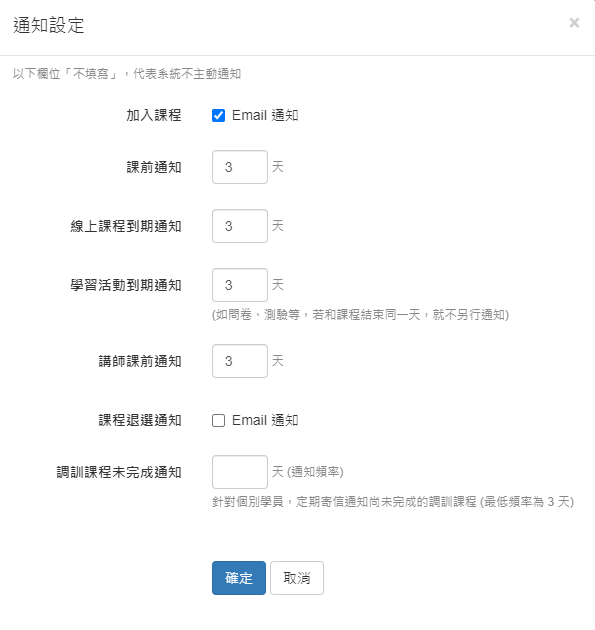 通知設定 ×
以下欄位「不填寫」，代表系統不主動通知
加入課程 Email 通知
課前通知 3 天
線上課程到期通知 3 天
學習活動到期通知 3 天
(如問卷、測驗等，若和課程結束同一天，就不另行通知)
講師課前通知 3 天
課程退選通知 Email 通知
調訓課程未完成通知 天 (通知頻率)
針對個別學員，定期寄信通知尚未完成的調訓課程 (最低頻率為 3 天)
確定 取消